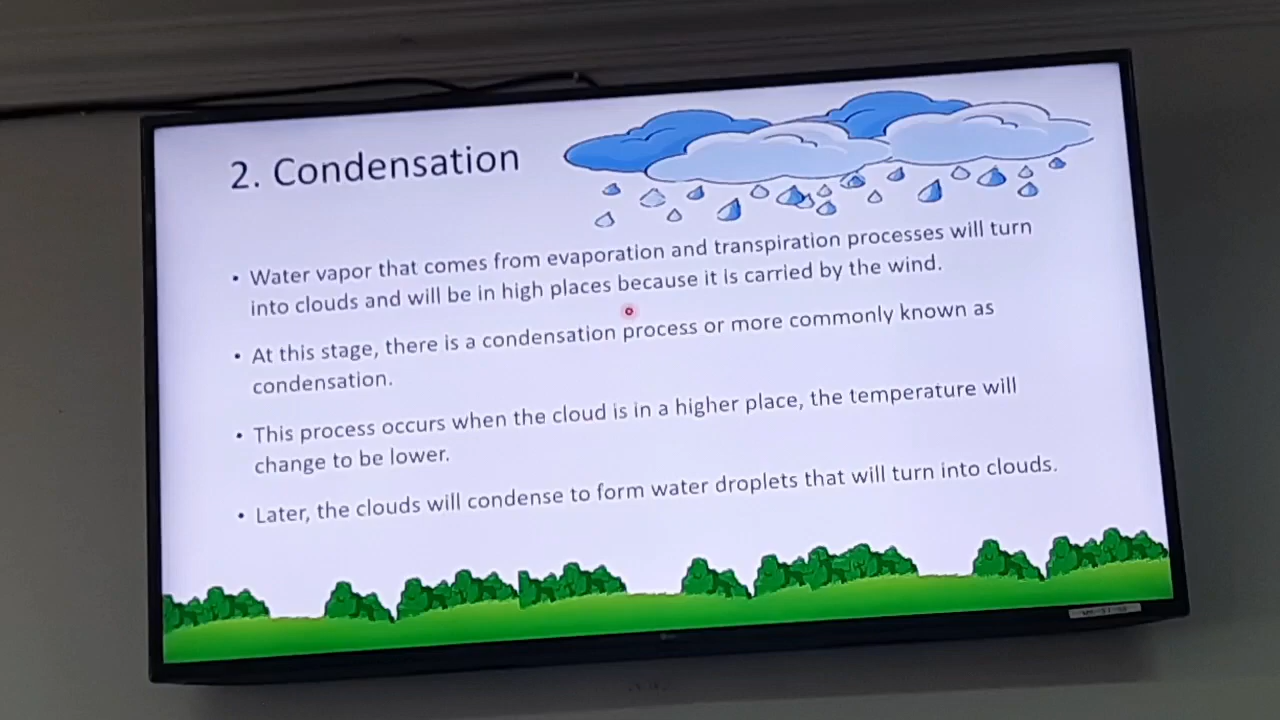 2. Condensation
• Water vapor that comes from evaporation and transpiration processes will turn
into clouds and will be in high places because it is carried by the wind.
• At this stage, there is a condensation process or more commonly known as
condensation.
• This process occurs when the cloud is in a higher place, the temperature will
change to be lower.
• Later, the clouds will condense to form water droplets that will turn into clouds.